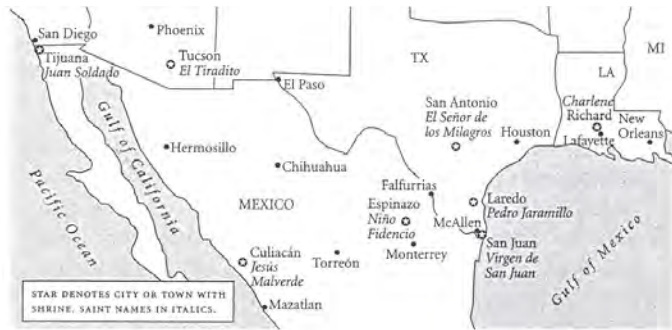 San Diego
Phoenix
TX
MI
Tijuana
Juan Soldado
Tucson
El Tiradito
El Paso
LA
Gulf of California
San Antonio
El Señor de
los Milagros
Houston
Charlene
Richard
Lafayette
New
Orleans
Hermosillo
Chihuahua
Pacific Ocean
MEXICO
Falfurrias
Espinazo
Niño
Fidencio
McAllen
Laredo
Pedro Jaramillo
Culiacán
Jesús
Malverde
Torreón
Monterrey
San Juan
Virgen de
San Juan
Gulf of Mexico
STAR DENOTES CITY OR TOWN WITH
SHRINE. SAINT NAMES IN ITALICS.
Mazatlan